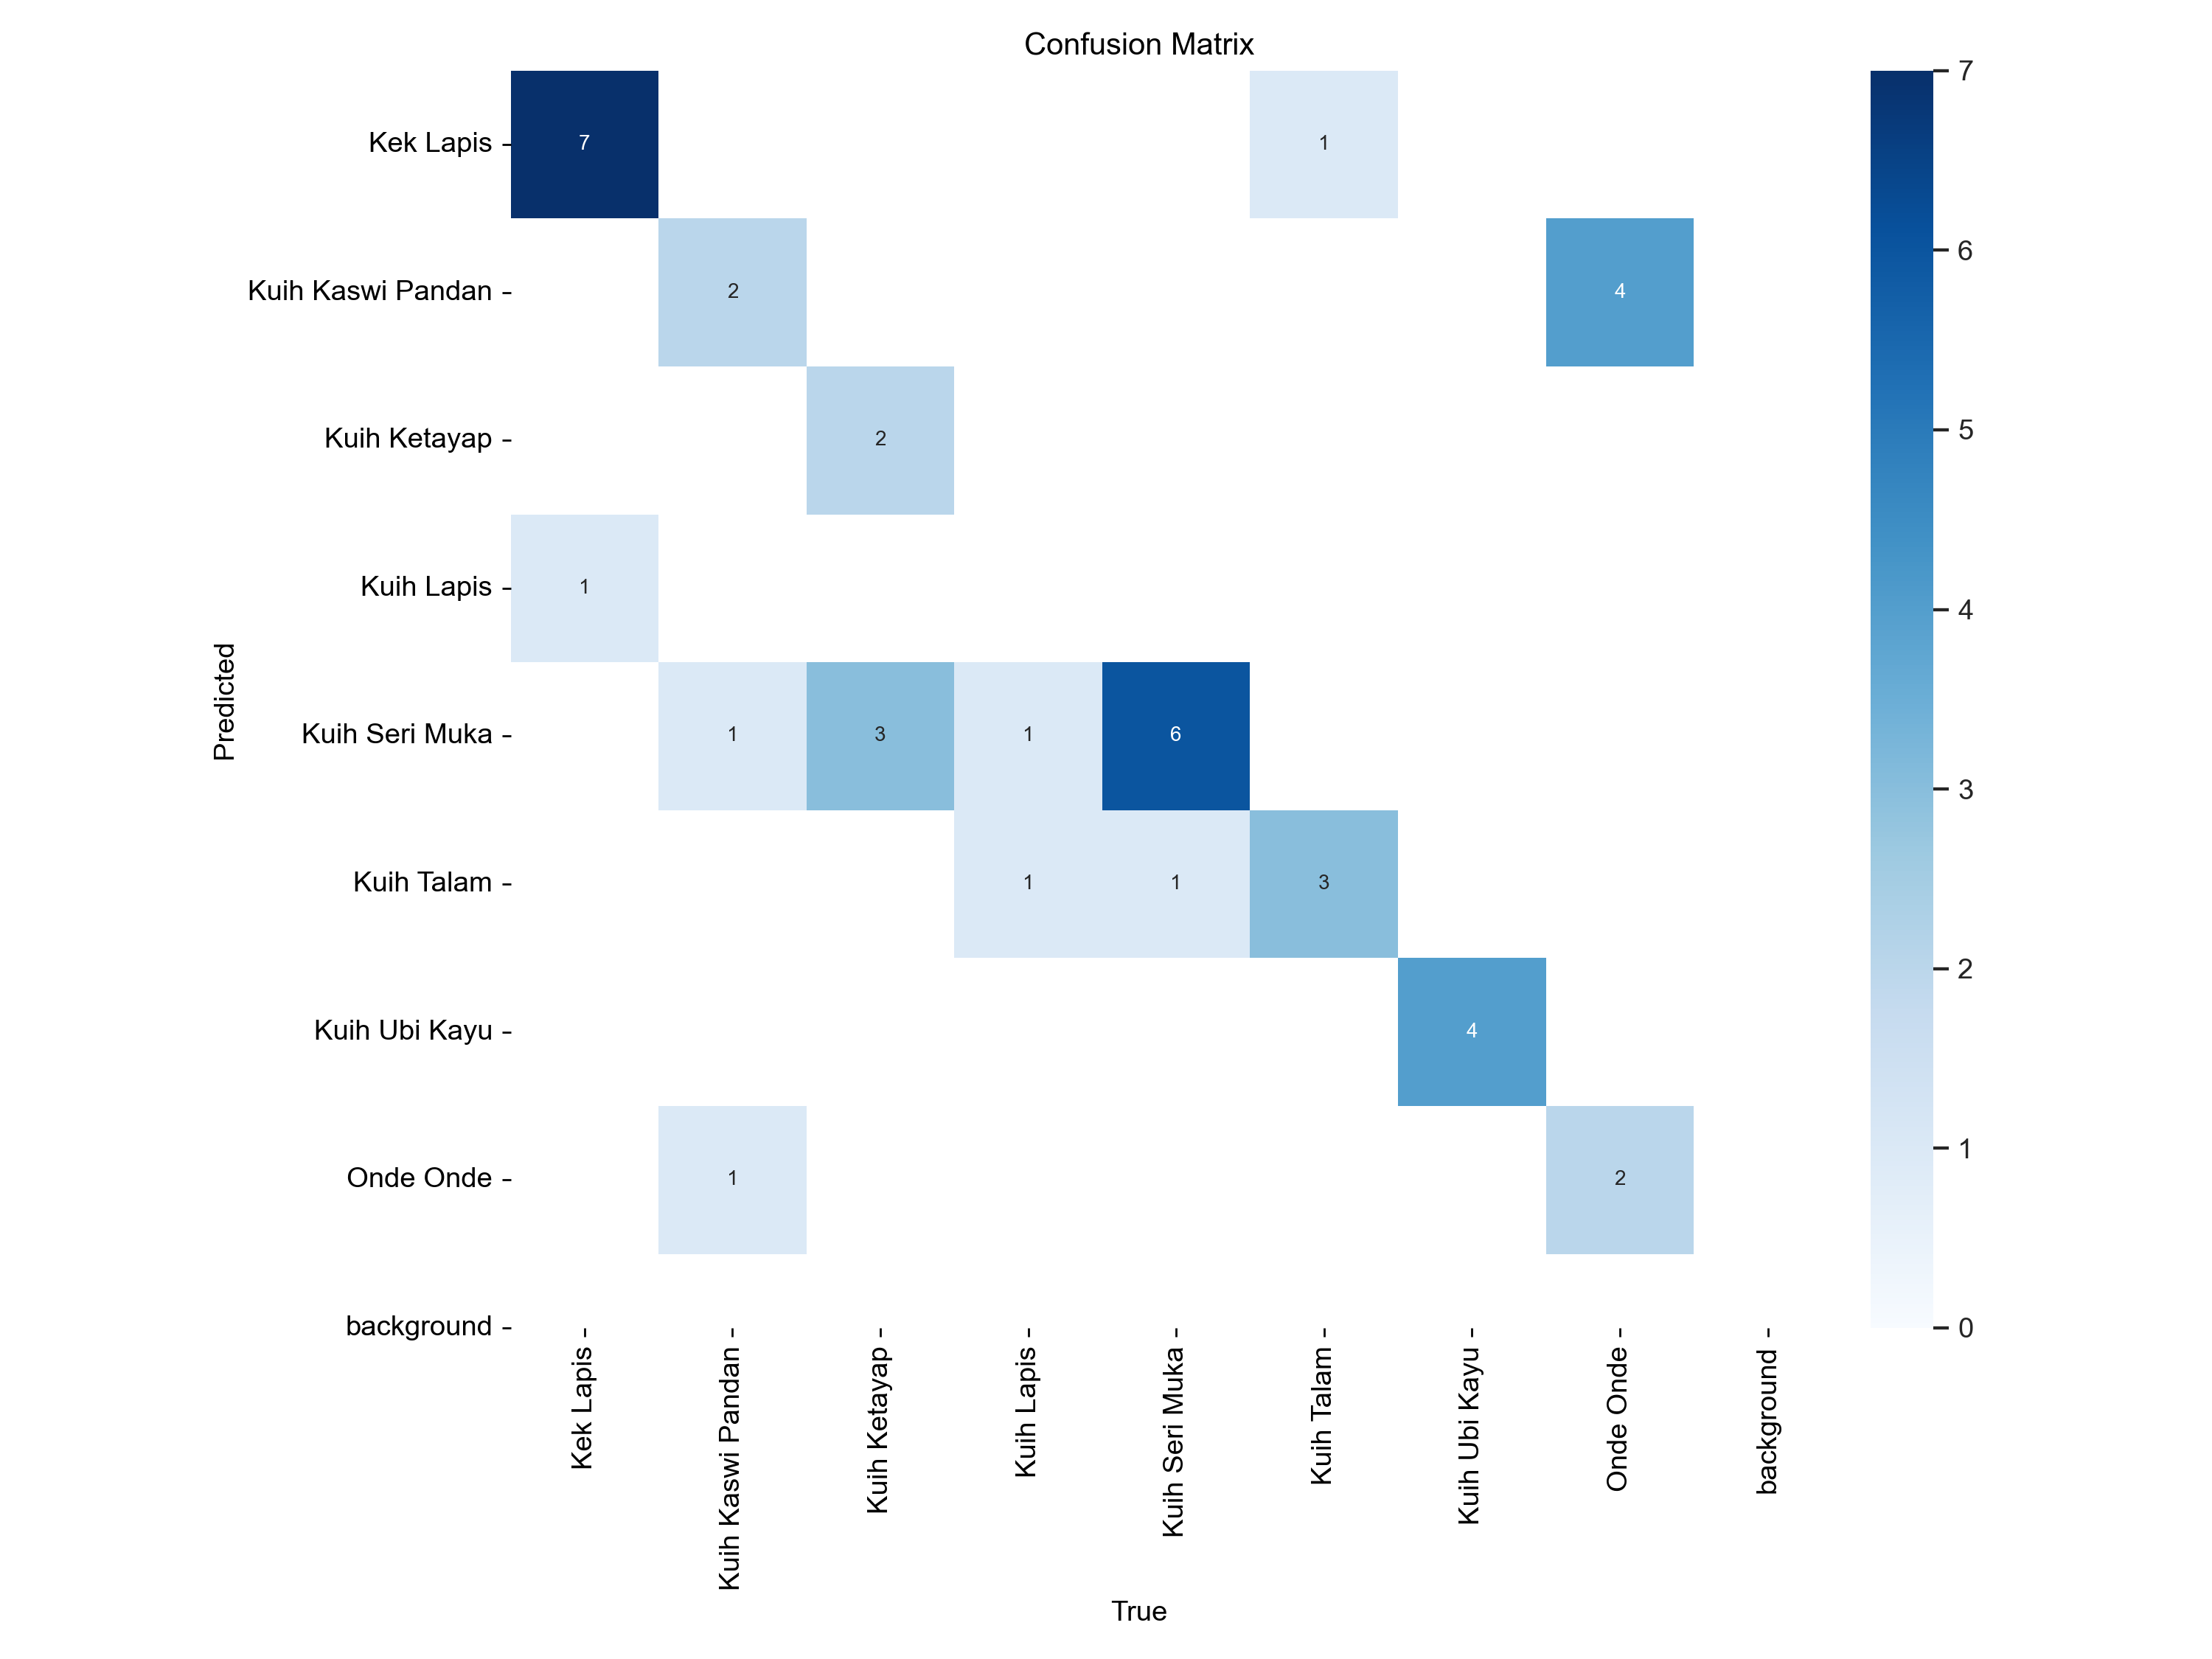 Confusion Matrix
Kek Lapis
7
1
Kuih Kaswi Pandan
2
4
Kuih Ketayap
2
Kuih Lapis
1
Kuih Seri Muka
1
3
1
6
Kuih Talam
1
1
3
Kuih Ubi Kayu
4
Onde Onde
1
2
background
Predicted
Kek Lapis
Kuih Kaswi Pandan
Kuih Ketayap
Kuih Lapis
Kuih Seri Muka
Kuih Talam
Kuih Ubi Kayu
Onde Onde
background
True
7
6
5
4
3
2
1
0